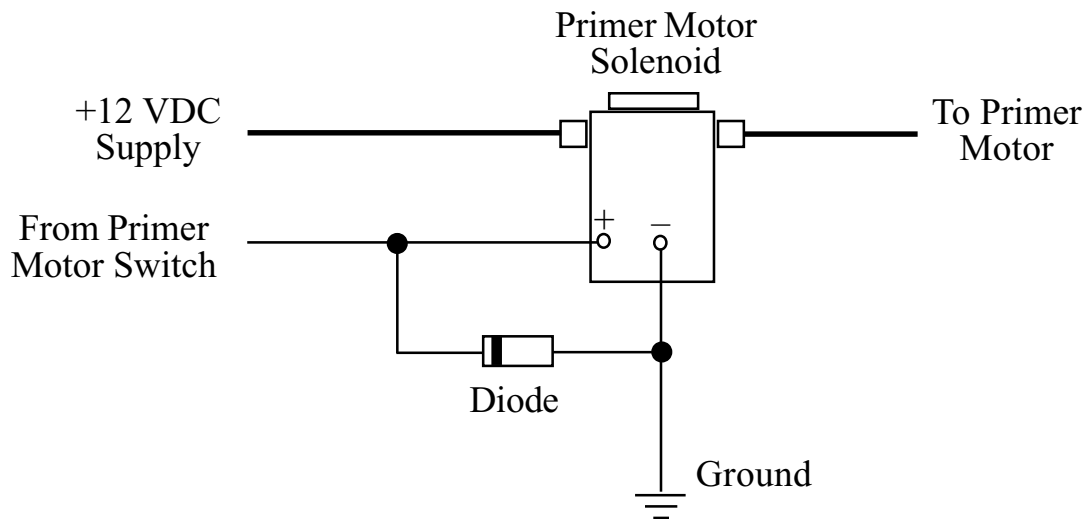 Primer Motor
Solenoid
+12 VDC
Supply
To Primer
Motor
From Primer
Motor Switch
+
−
Diode
Ground